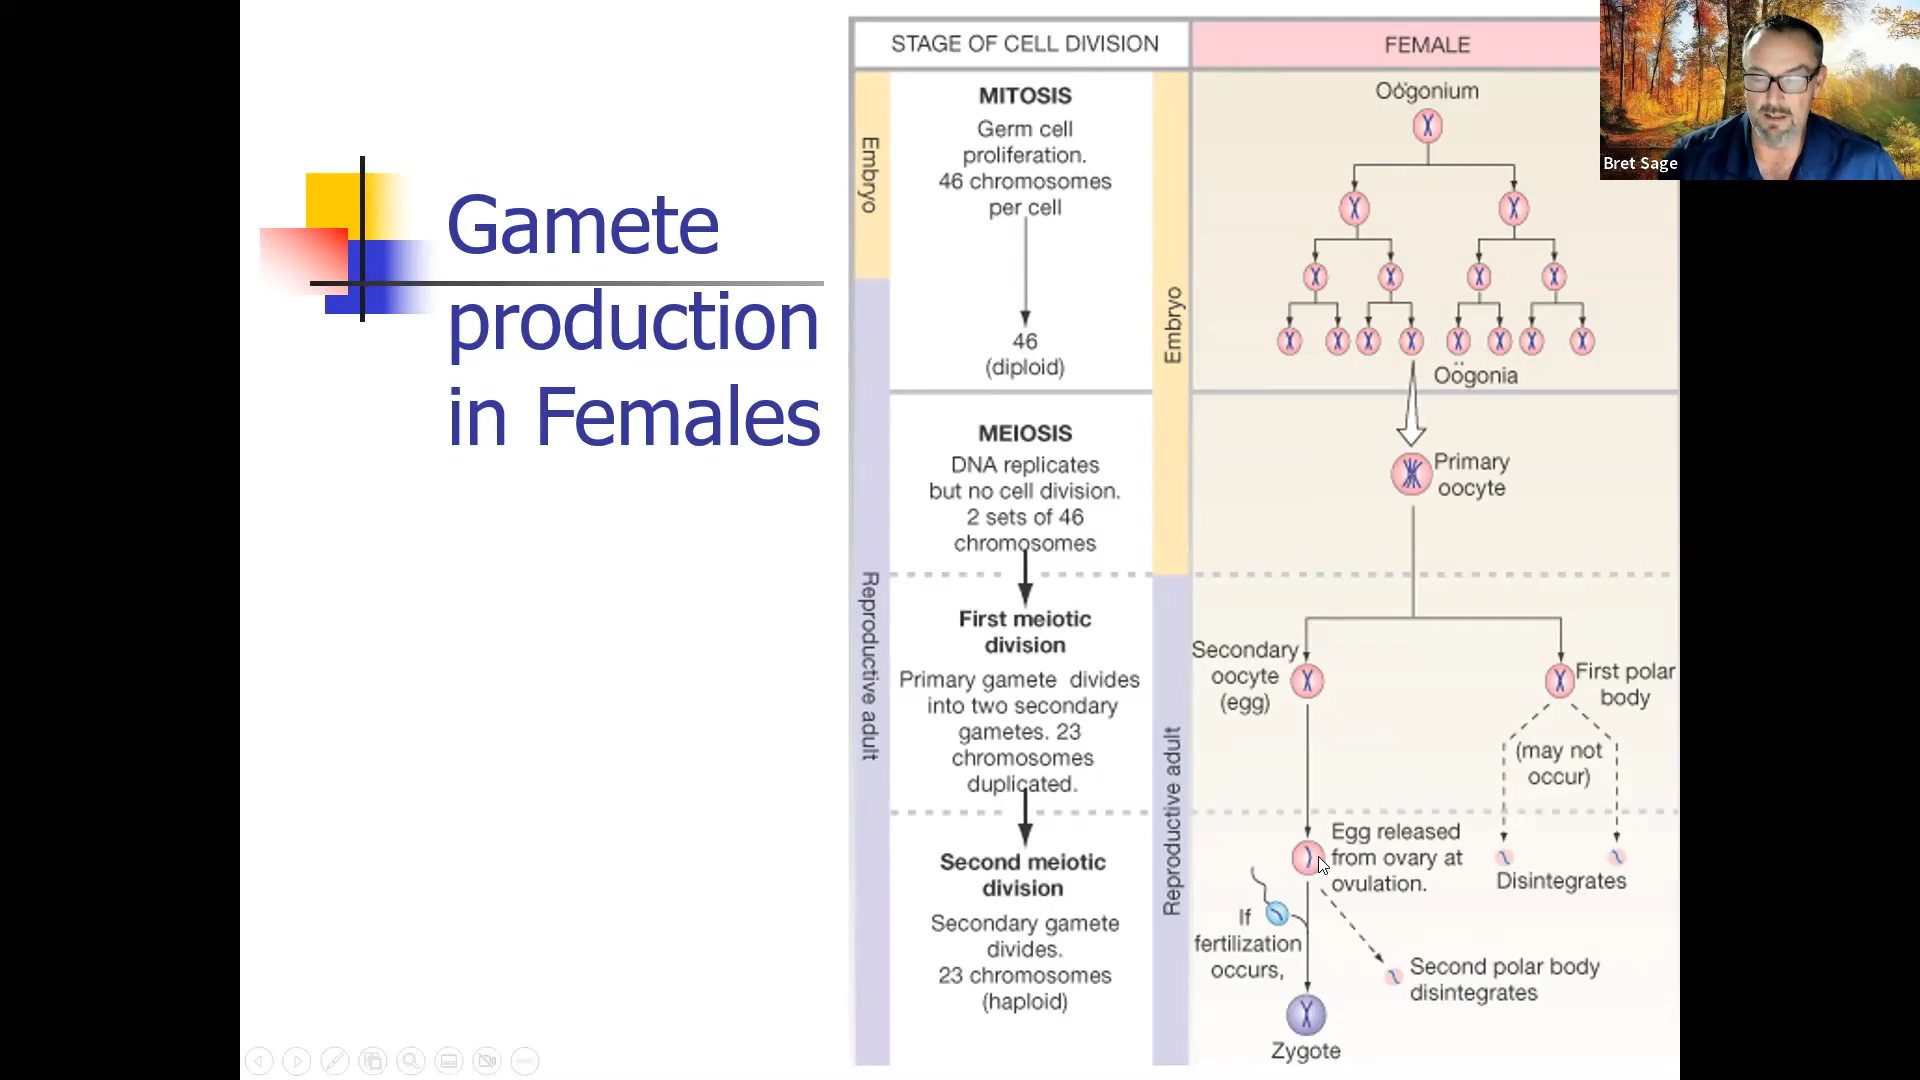 Gamete
production
in Females
STAGE OF CELL DIVISION
FEMALE
Embryo
Reproductive adult
MITOSIS
Germ cell
proliferation.
46 chromosomes
per cell
46
(diploid)
MEIOSIS
DNA replicates
but no cell division.
2 sets of 46
chromosomes
First meiotic
division
Primary gamete divides
into two secondary
gametes. 23
chromosomes
duplicated.
Second meiotic
division
Secondary gamete
divides.
23 chromosomes
(haploid)
Embryo
Reproductive adult
Oögonium
Oögonia
Primary
oocyte
Secondary
oocyte
(egg)
First polar
body
(may not
occur)
Egg released
from ovary at
ovulation.
Disintegrates
If
fertilization
occurs,
Second polar body
disintegrates
Zygote
Bret Sage